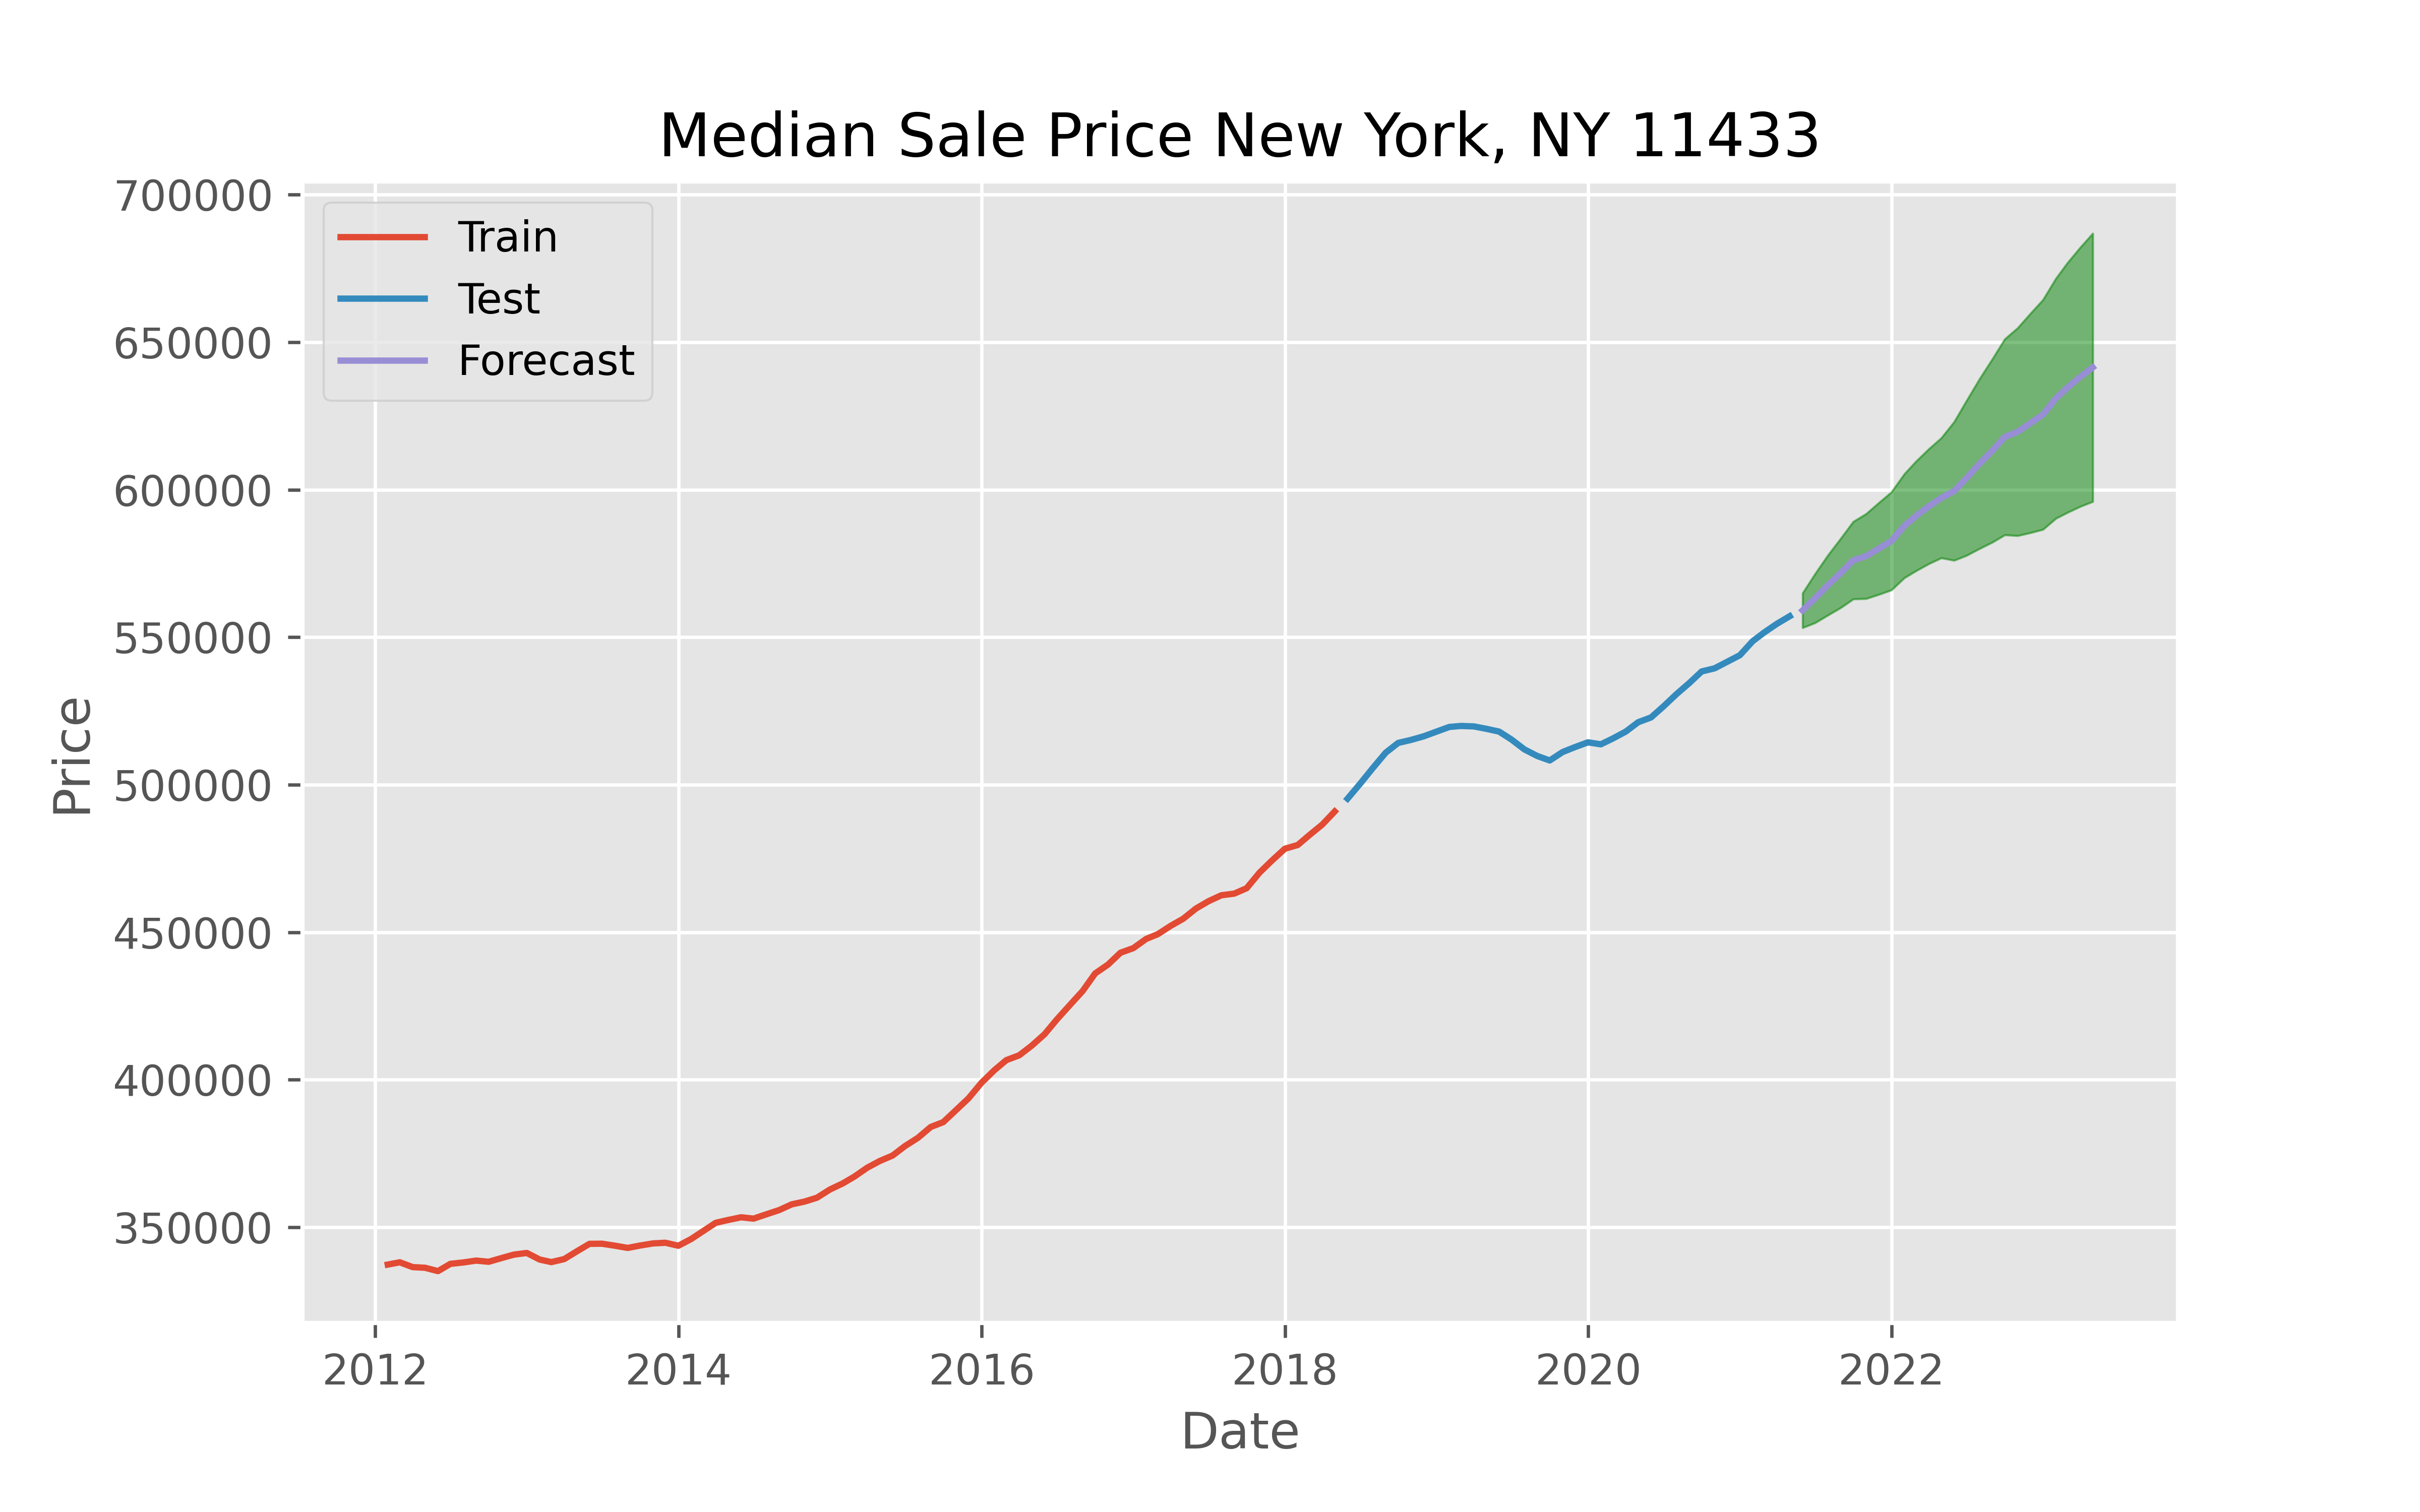 Median Sale Price New York, NY 11433
700000
650000
600000
550000
500000
450000
400000
350000
Price
Train
Test
Forecast
2012 2014 2016 2018 2020 2022
Date